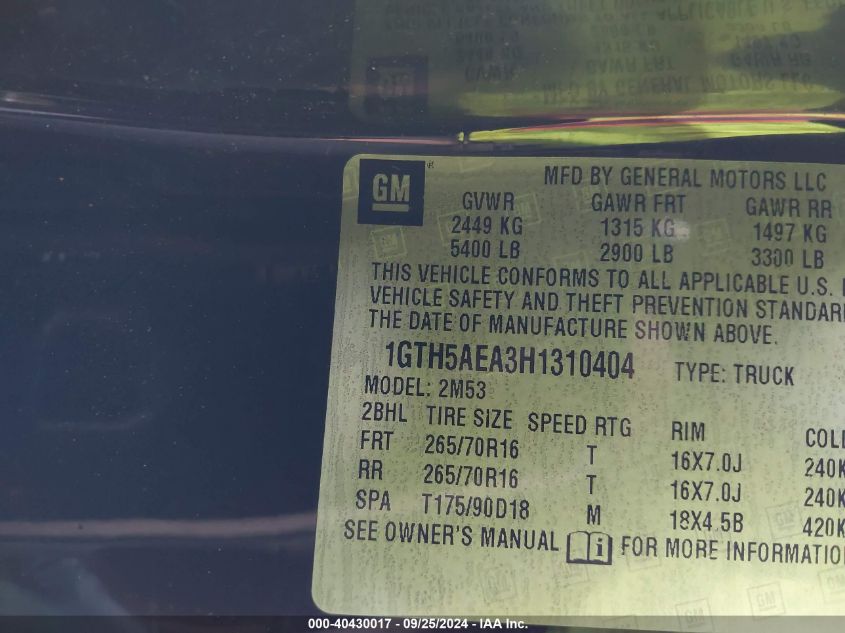 GM
MFD BY GENERAL MOTORS LLC
GVWR GAWR FRT GAWR RR
2449 KG 1315 KG 1497 KG
5400 LB 2900 LB 3300 LB
THIS VEHICLE CONFORMS TO ALL APPLICABLE U.S.
VEHICLE SAFETY AND THEFT PREVENTION STANDAR
THE DATE OF MANUFACTURE SHOWN ABOVE.
1GTH5AEA3H1310404 TYPE: TRUCK
MODEL: 2M53
2BHL TIRE SIZE SPEED RTG RIM COL
FRT 265/70R16 T 16X7.0J 240K
RR 265/70R16 T 16X7.0J 240K
SPA T175/90D18 M 18X4.5B 420K
SEE OWNER'S MANUAL i FOR MORE INFORMATIO
000-40430017 - 09/25/2024 - IAA Inc.